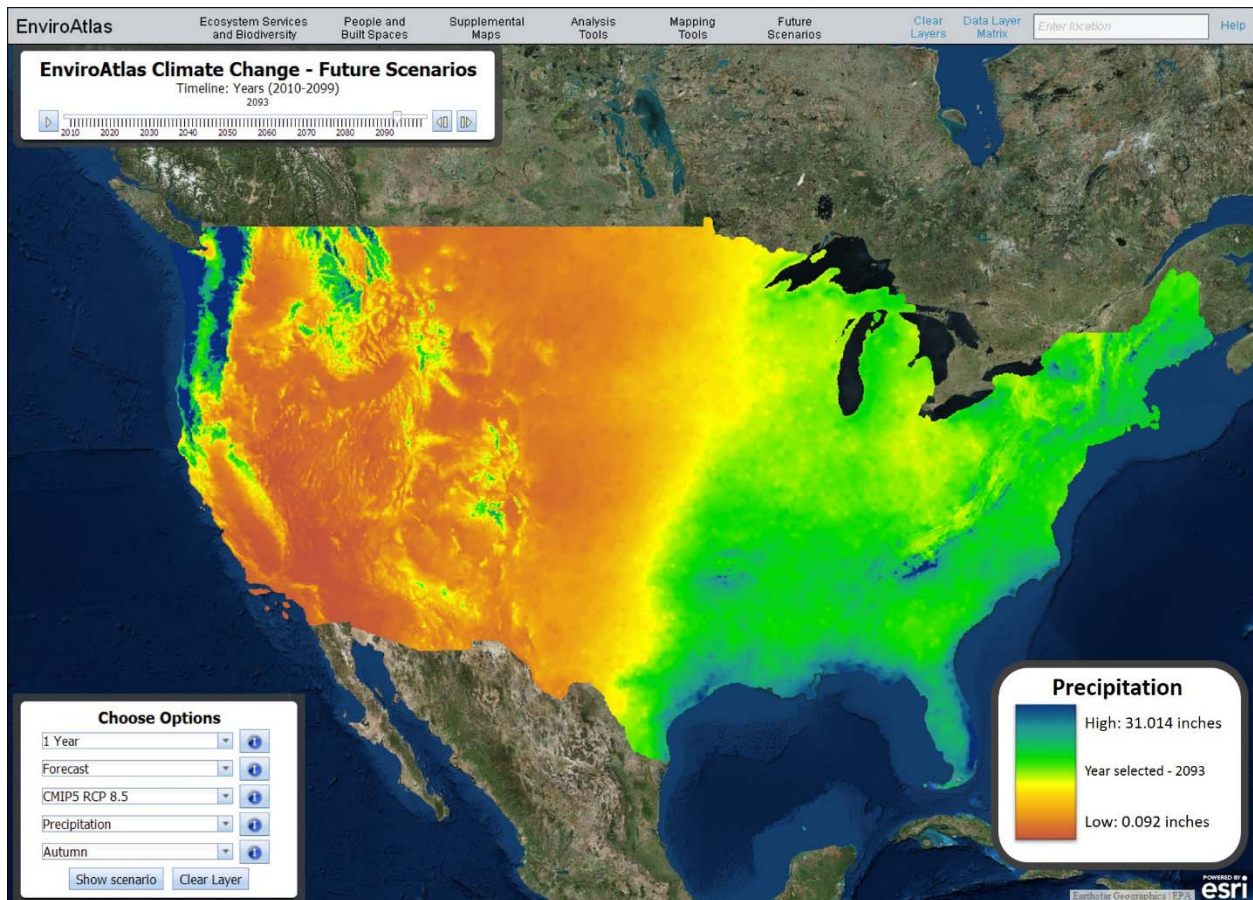 EnviroAtlas
Ecosystem Services
and Biodiversity
People and
Built Spaces
Supplemental
Maps
Analysis
Tools
Mapping
Tools
Future
Scenarios
Clear
Layers
Data Layer
Matrix
Enter location
Help
EnviroAtlas Climate Change - Future Scenarios
Timeline: Years (2010-2099)
2093
2010 2020 2030 2040 2050 2060 2070 2080 2090
Choose Options
1 Year
Forecast
CMIP5 RCP 8.5
Precipitation
Autumn
Show scenario Clear Layer
Precipitation
High: 31.014 inches
Year selected - 2093
Low: 0.092 inches
POWERED BY
esri
Earthstar Geographics | EPA